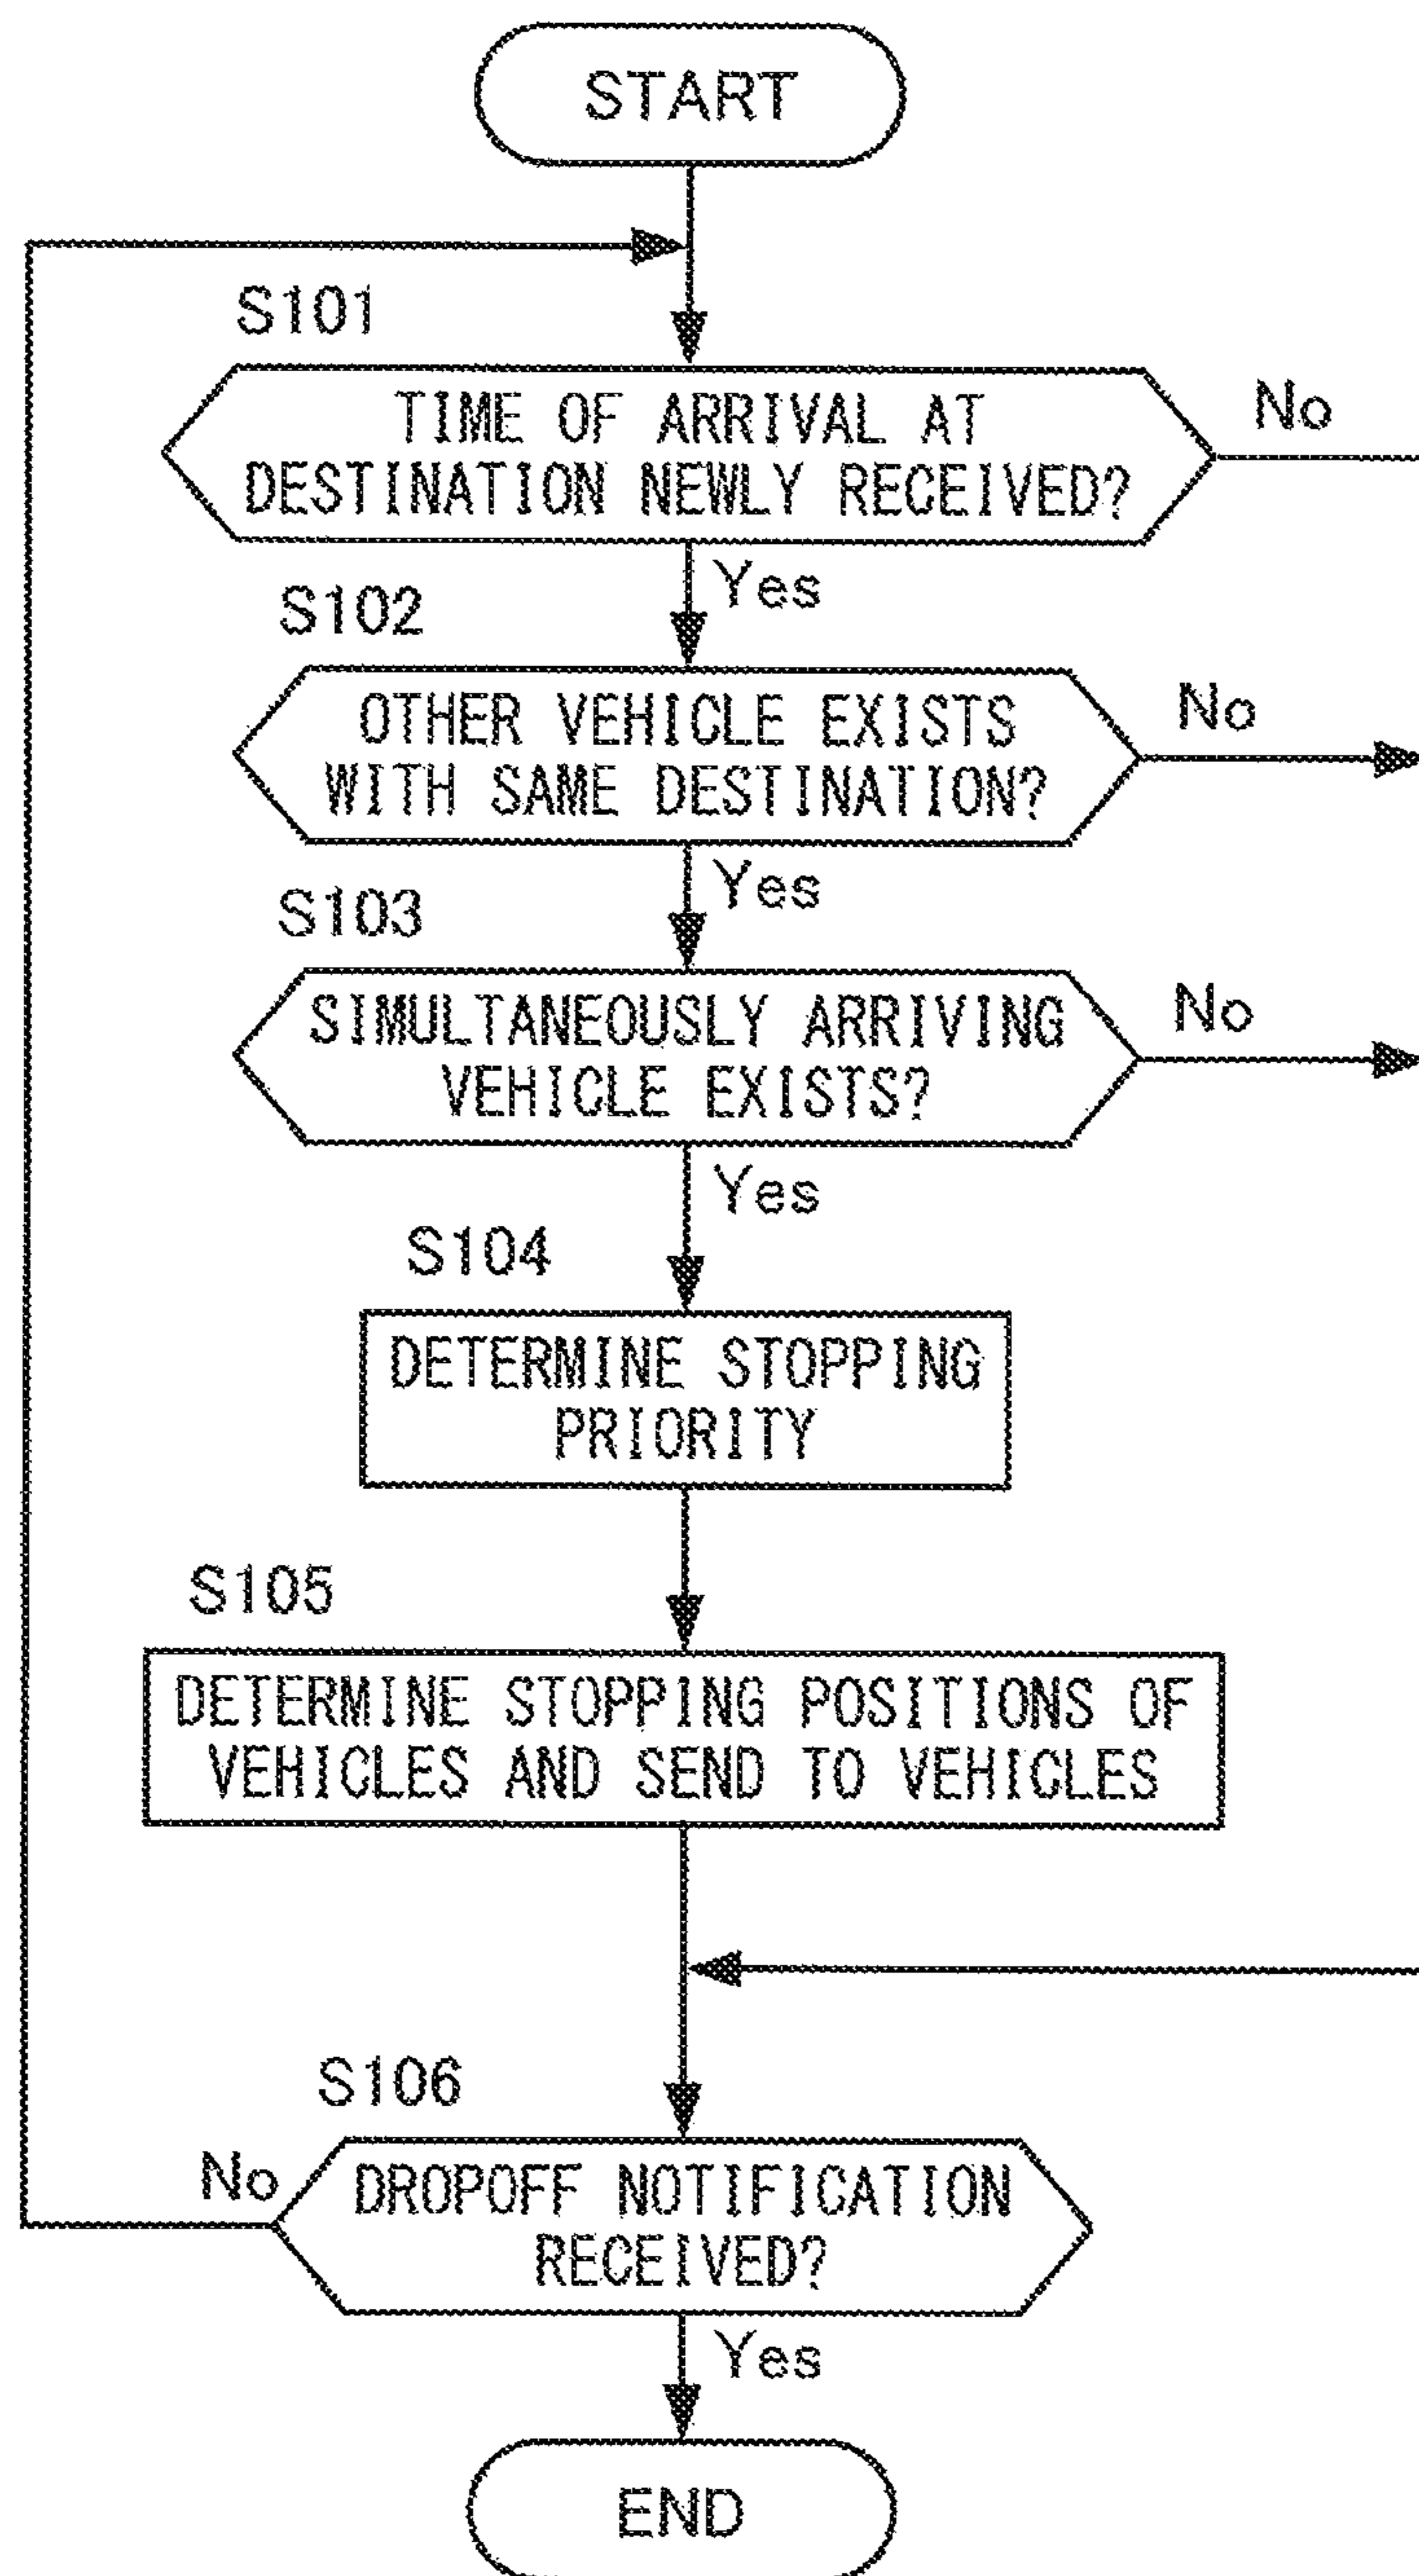 START
S101
TIME OF ARRIVAL AT
DESTINATION NEWLY RECEIVED?
No
Yes
S102
OTHER VEHICLE EXISTS
WITH SAME DESTINATION?
No
Yes
S103
SIMULTANEOUSLY ARRIVING
VEHICLE EXISTS?
No
Yes
S104
DETERMINE STOPPING
PRIORITY
S105
DETERMINE STOPPING POSITIONS OF
VEHICLES AND SEND TO VEHICLES
S106
No
DROPOFF NOTIFICATION
RECEIVED?
Yes
END